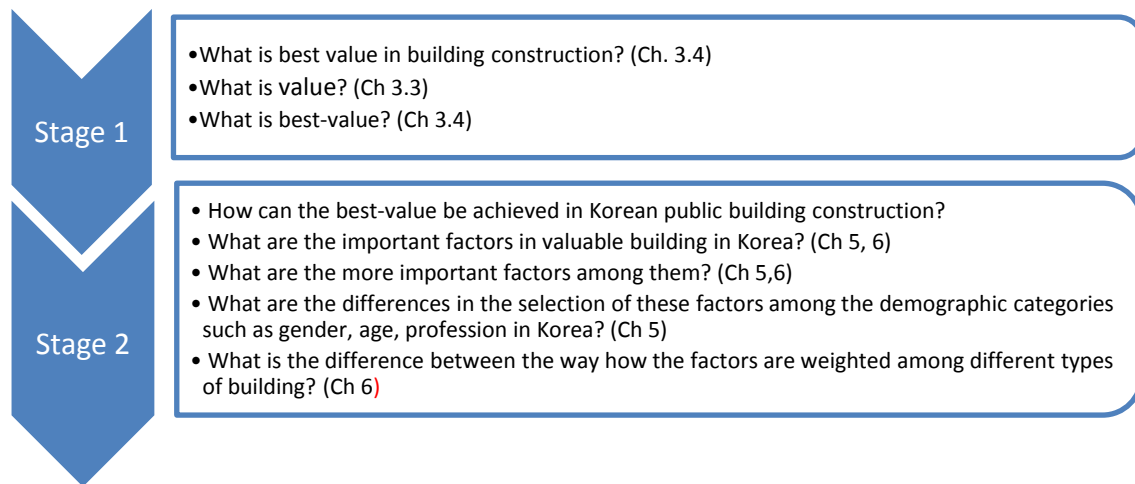 Stage 1
•What is best value in building construction? (Ch. 3.4)
•What is value? (Ch 3.3)
•What is best-value? (Ch 3.4)
Stage 2
• How can the best-value be achieved in Korean public building construction?
• What are the important factors in valuable building in Korea? (Ch 5, 6)
• What are the more important factors among them? (Ch 5,6)
• What are the differences in the selection of these factors among the demographic categories
such as gender, age, profession in Korea? (Ch 5)
• What is the difference between the way how the factors are weighted among different types
of building? (Ch 6)